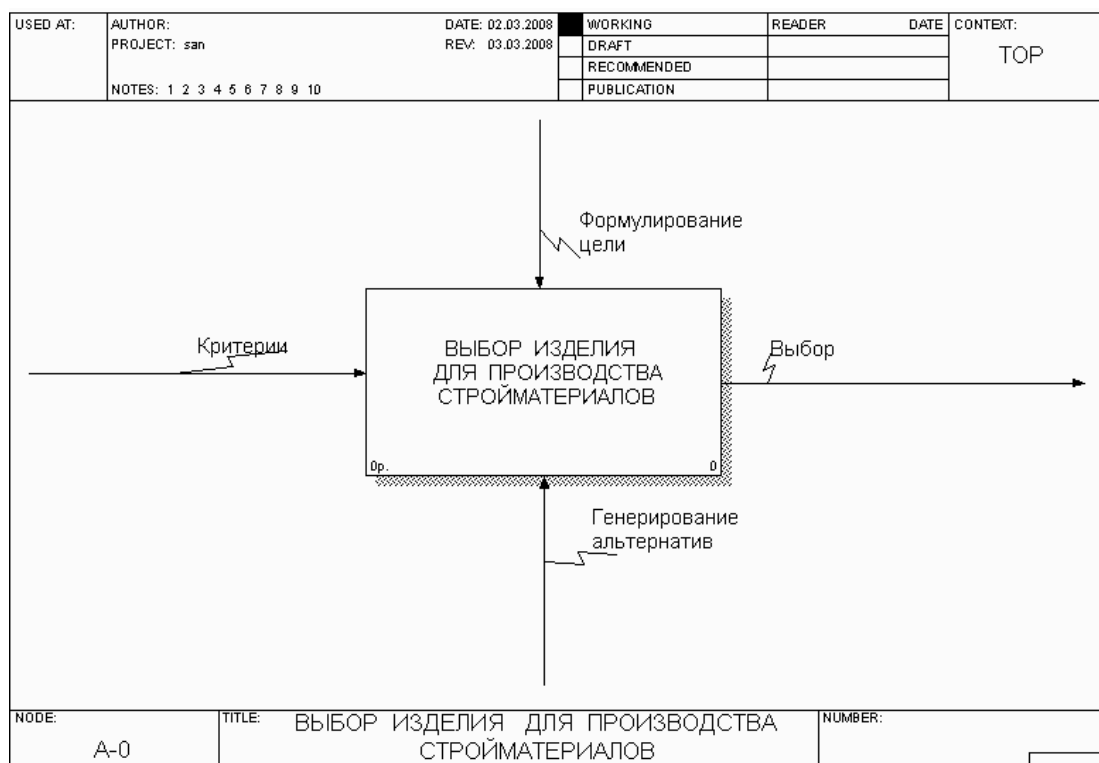 USED AT:
AUTHOR:
DATE: 02.03.2008
WORKING
READER
DATE
CONTEXT:
PROJECT: san
REV: 03.03.2008
DRAFT
TOP
RECOMMENDED
NOTES: 1 2 3 4 5 6 7 8 9 10
PUBLICATION
Формулирование
цели
Критерии
ВЫБОР ИЗДЕЛИЯ
ДЛЯ ПРОИЗВОДСТВА
СТРОЙМАТЕРИАЛОВ
Выбор
0р.
0
Генерирование
альтернатив
NODE:
TITLE:
ВЫБОР ИЗДЕЛИЯ ДЛЯ ПРОИЗВОДСТВА
NUMBER:
A-0
СТРОЙМАТЕРИАЛОВ